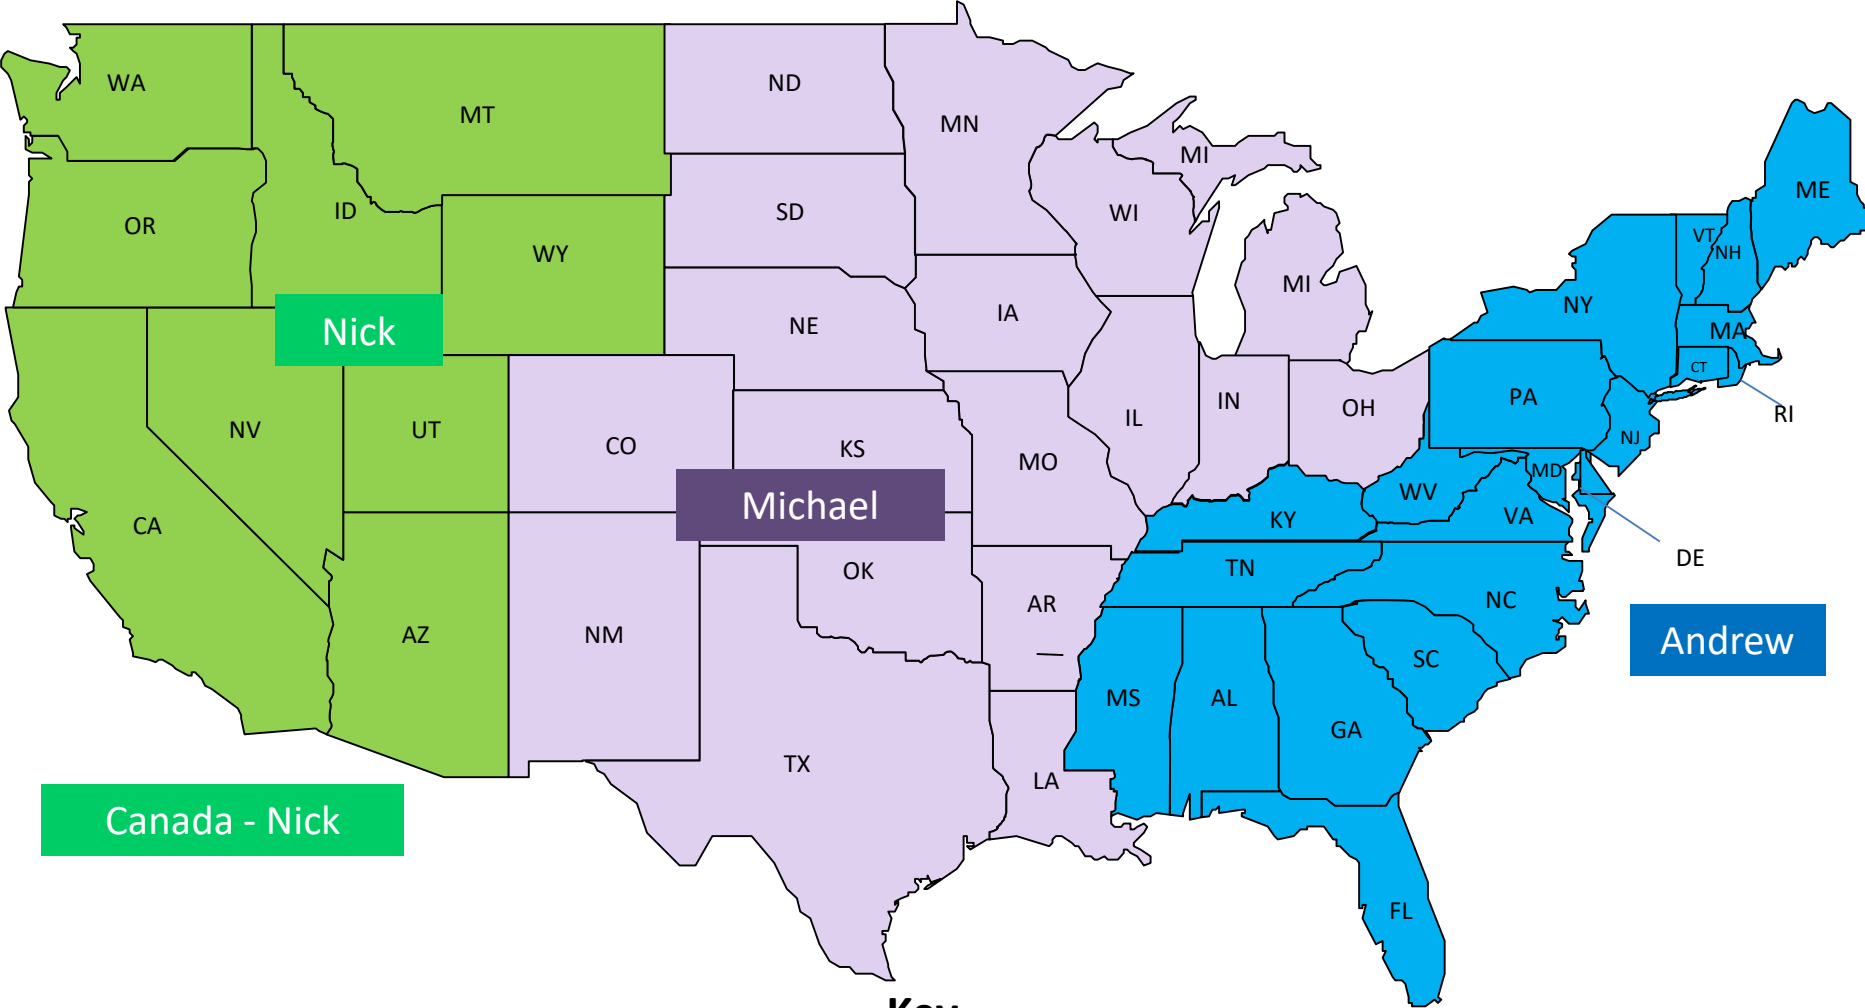 WA
MT
ND
MN
MI
ME
OR
ID
SD
WI
VT
NH
WY
MI
NY
Nick
NE
IA
MA
CT
PA
RI
NV
UT
CO
KS
IL
IN
OH
NJ
MO
MD
WV
CA
Michael
KY
VA
DE
OK
TN
AR
NC
AZ
NM
Andrew
SC
MS
AL
GA
TX
LA
Canada - Nick
FL
Key